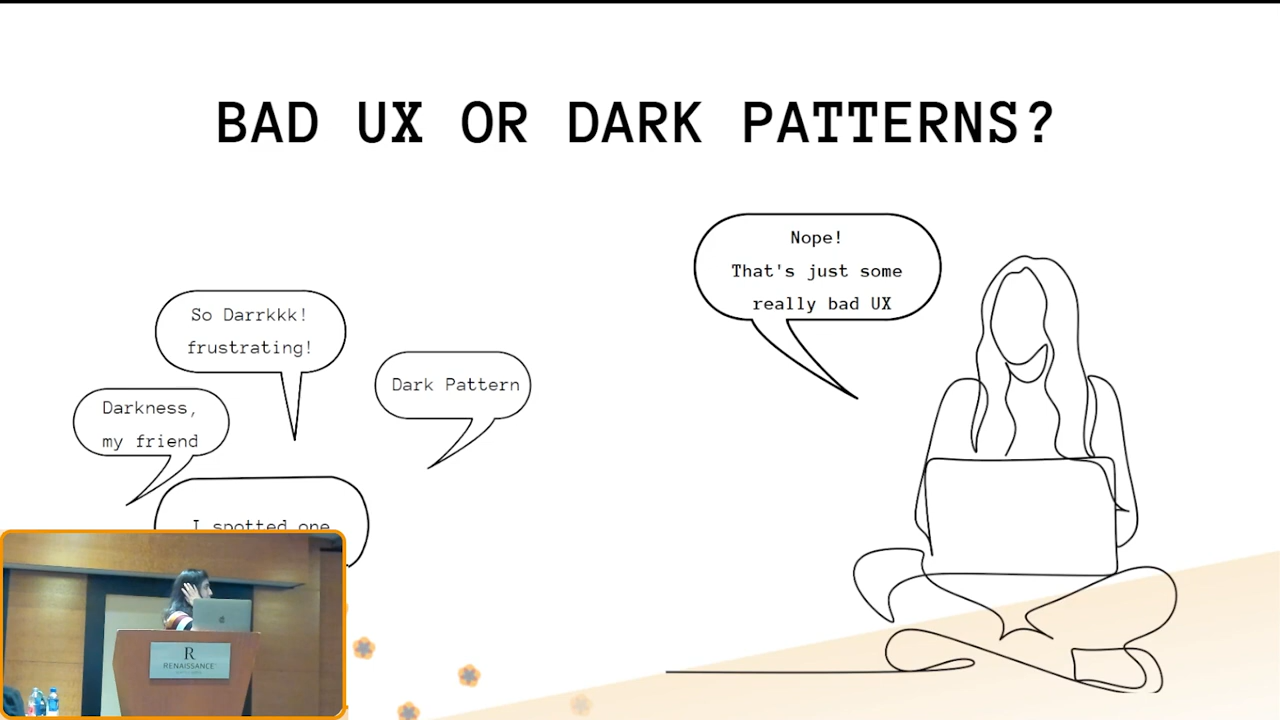 BAD UX OR DARK PATTERNS?
Nope!
That's just some
really bad UX
So Darrkkk!
frustrating!
Dark Pattern
Darkness,
my friend
I spotted one
R
RENAISSANCE